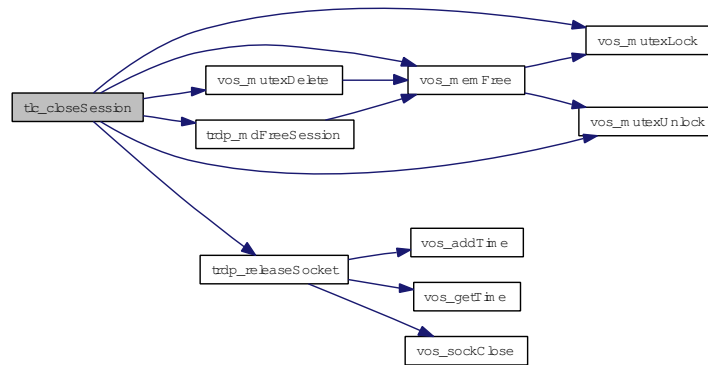 vos_mutexLock
vos_mutexDelete
vos_memFree
tlc_closeSession
vos_mutexUnlock
trdp_mdFreeSession
vos_addTime
trdp_releaseSocket
vos_getTime
vos_sockClose